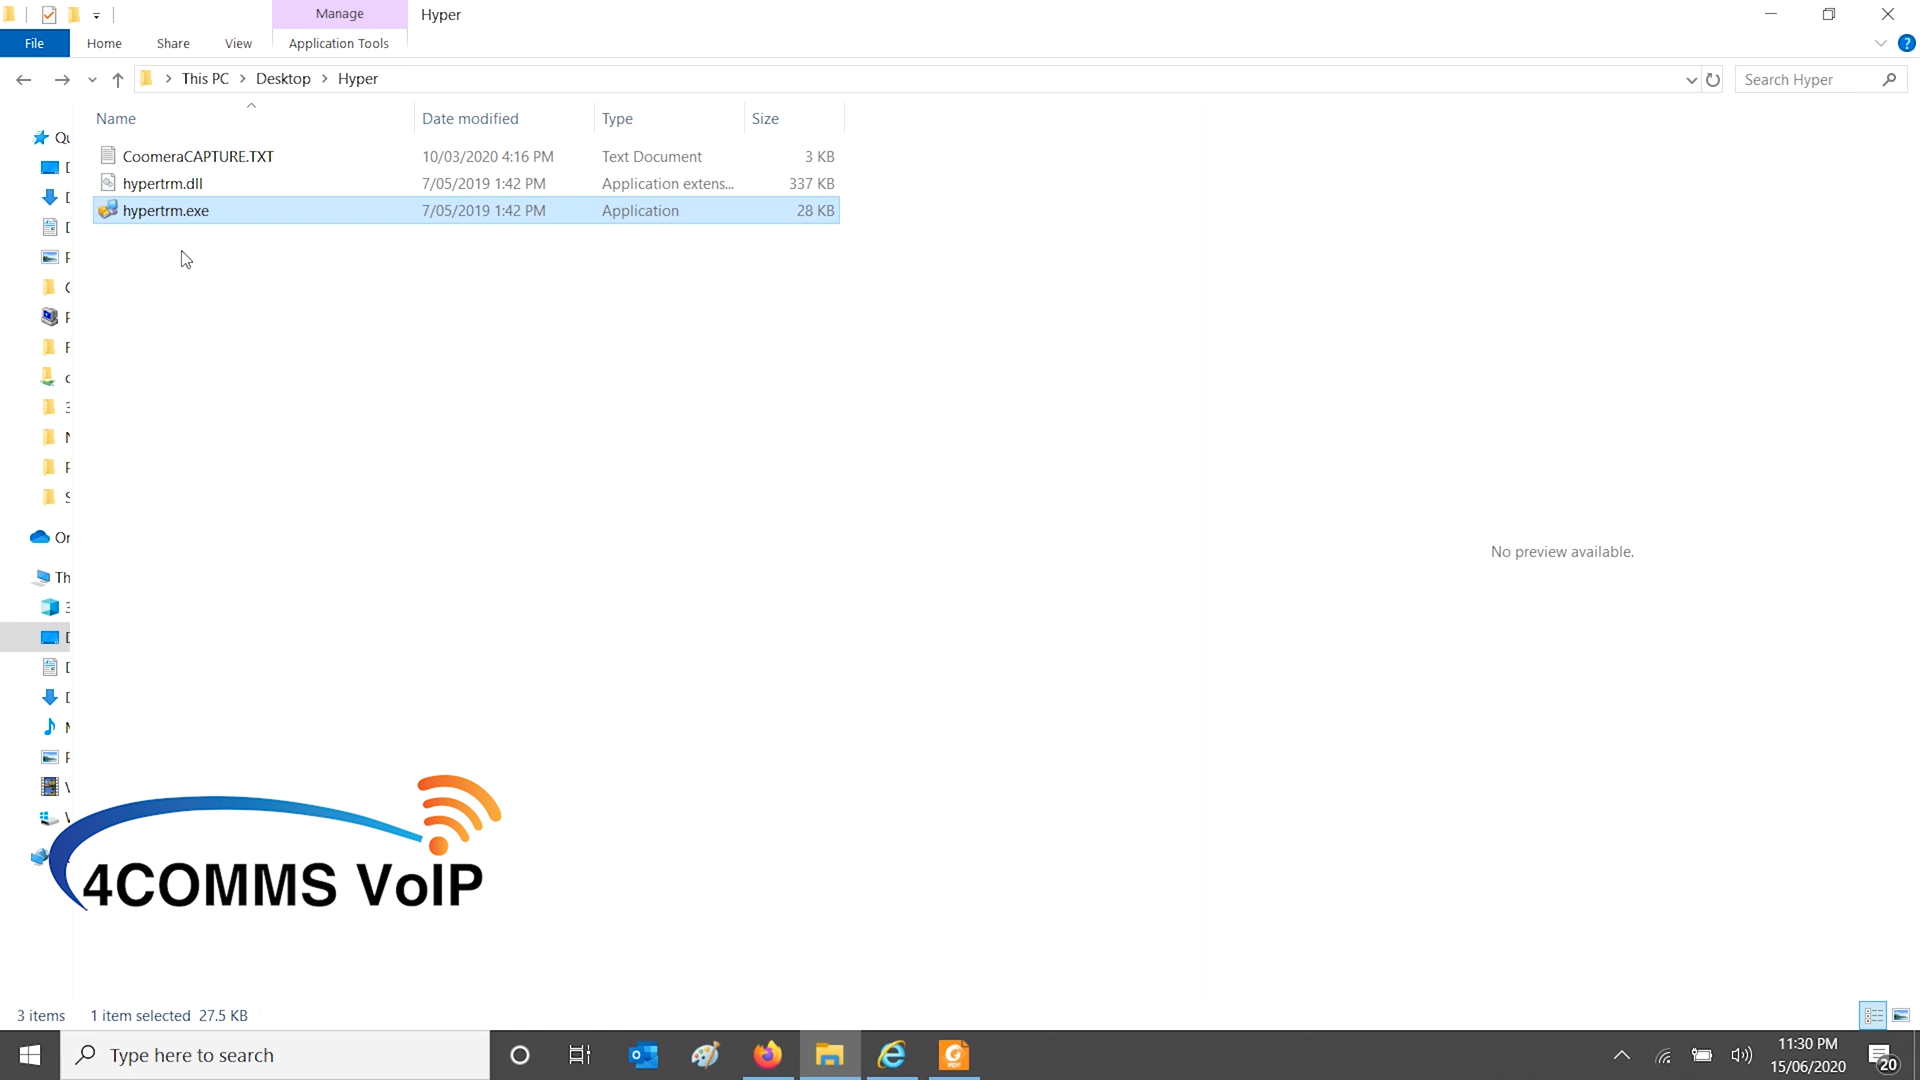 Manage
Hyper
File
Home
Share
View
Application Tools
This PC
Desktop
Hyper
Search Hyper
Name
Date modified
Type
Size
CoomeraCAPTURE.TXT
10/03/2020 4:16 PM
Text Document
3 KB
hypertrm.dll
7/05/2019 1:42 PM
Application extens...
337 KB
hypertrm.exe
7/05/2019 1:42 PM
Application
28 KB
No preview available.
4COMMS VoIP
3 items
1 item selected 27.5 KB
Type here to search
11:30 PM
15/06/2020
20